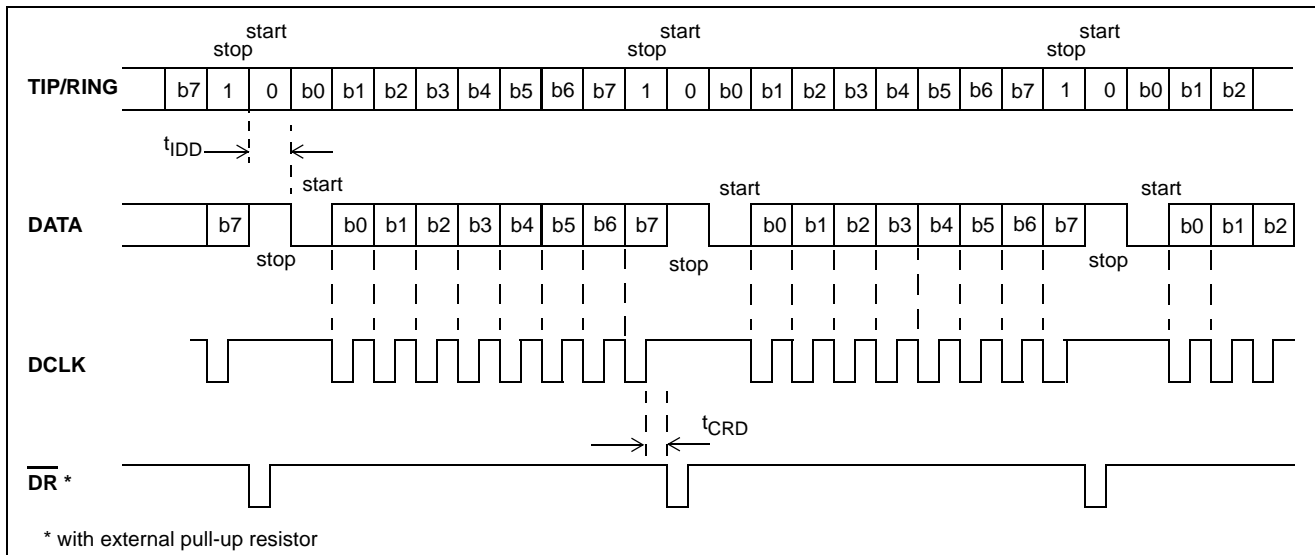 start start start
stop stop stop
TIP/RING b7 1 0 b0 b1 b2 b3 b4 b5 b6 b7 1 0 b0 b1 b2 b3 b4 b5 b6 b7 1 0 b0 b1 b2
tIDD
start start start
DATA b7 b0 b1 b2 b3 b4 b5 b6 b7 b0 b1 b2 b3 b4 b5 b6 b7 b0 b1 b2
stop stop stop
DCLK
tCRD
DR *
* with external pull-up resistor